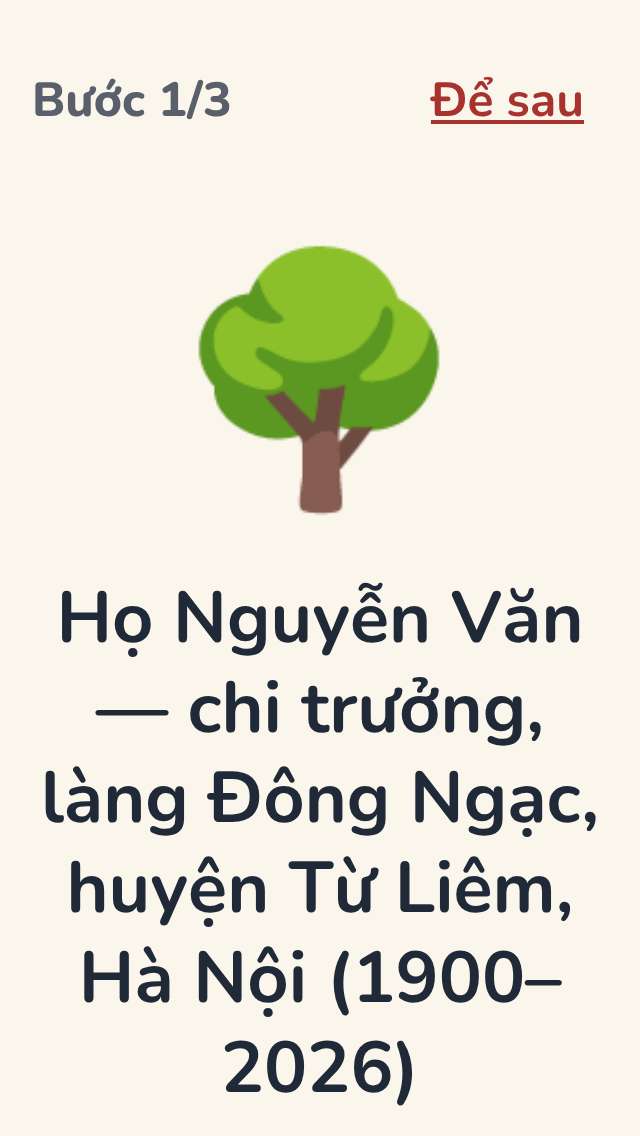 Bước 1/3
Để sau
Họ Nguyễn Văn
— chi trưởng,
làng Đông Ngạc,
huyện Từ Liêm,
Hà Nội (1900–
2026)